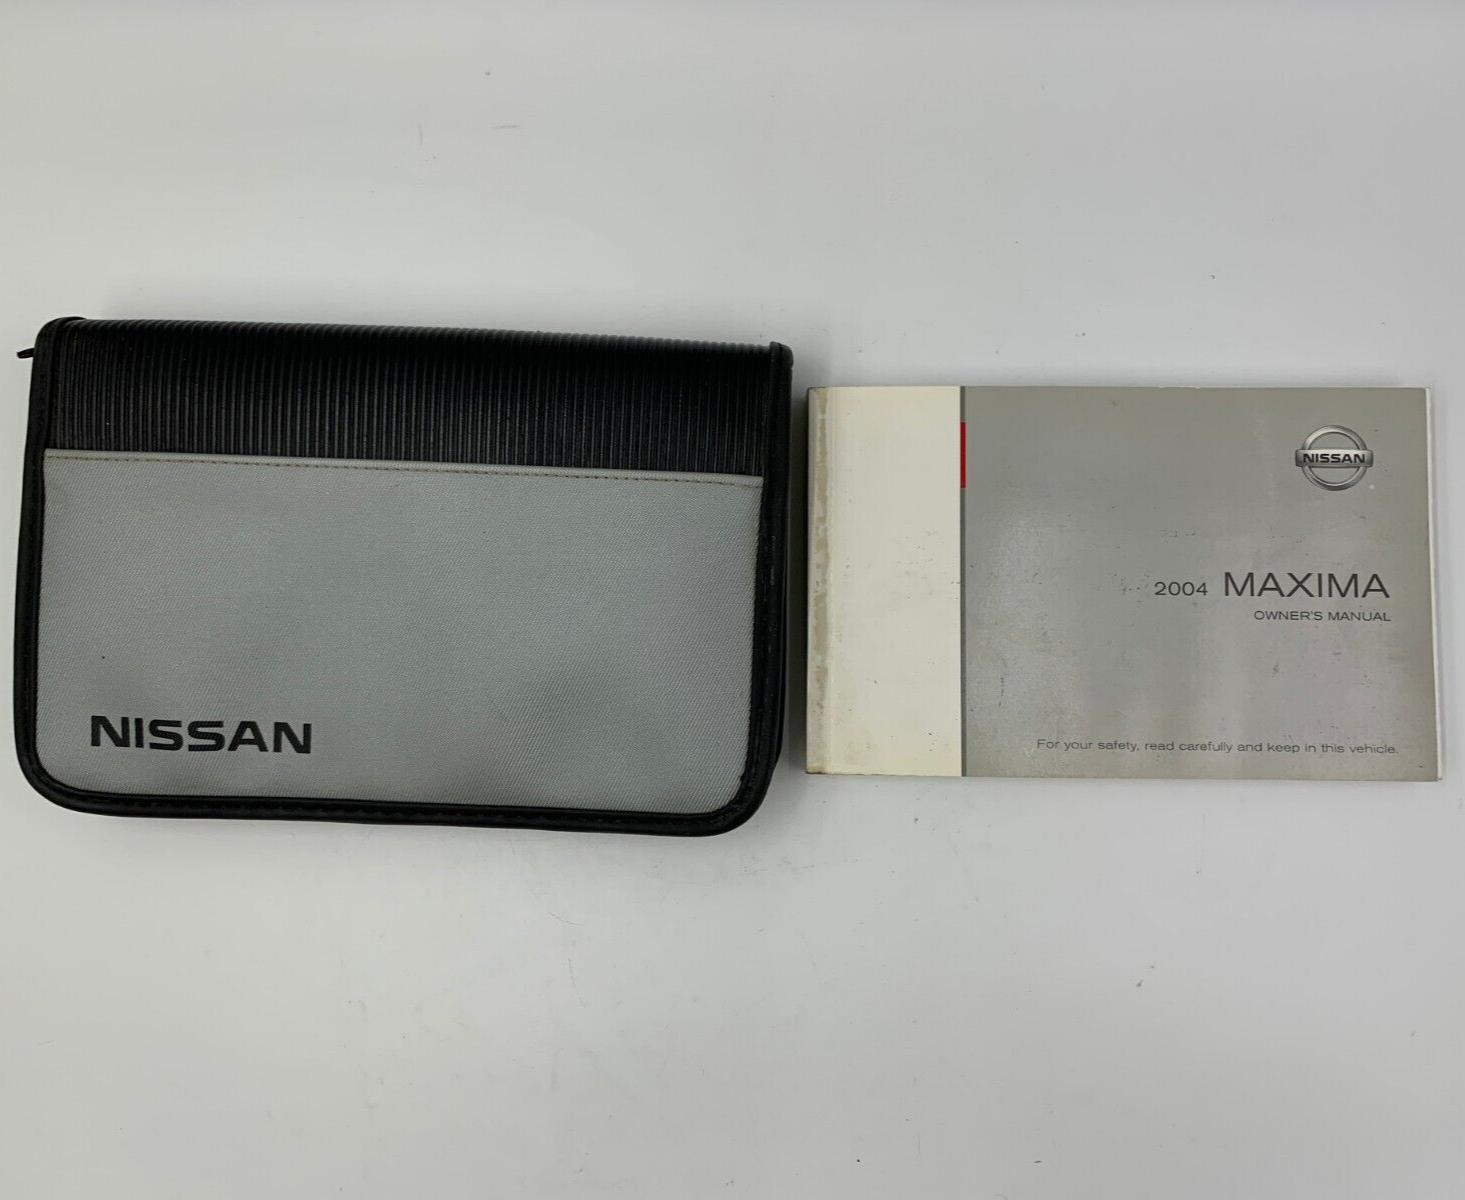 NISSAN
NISSAN
2004 MAXIMA
OWNER'S MANUAL
For your safety, read carefully and keep in this vehicle.